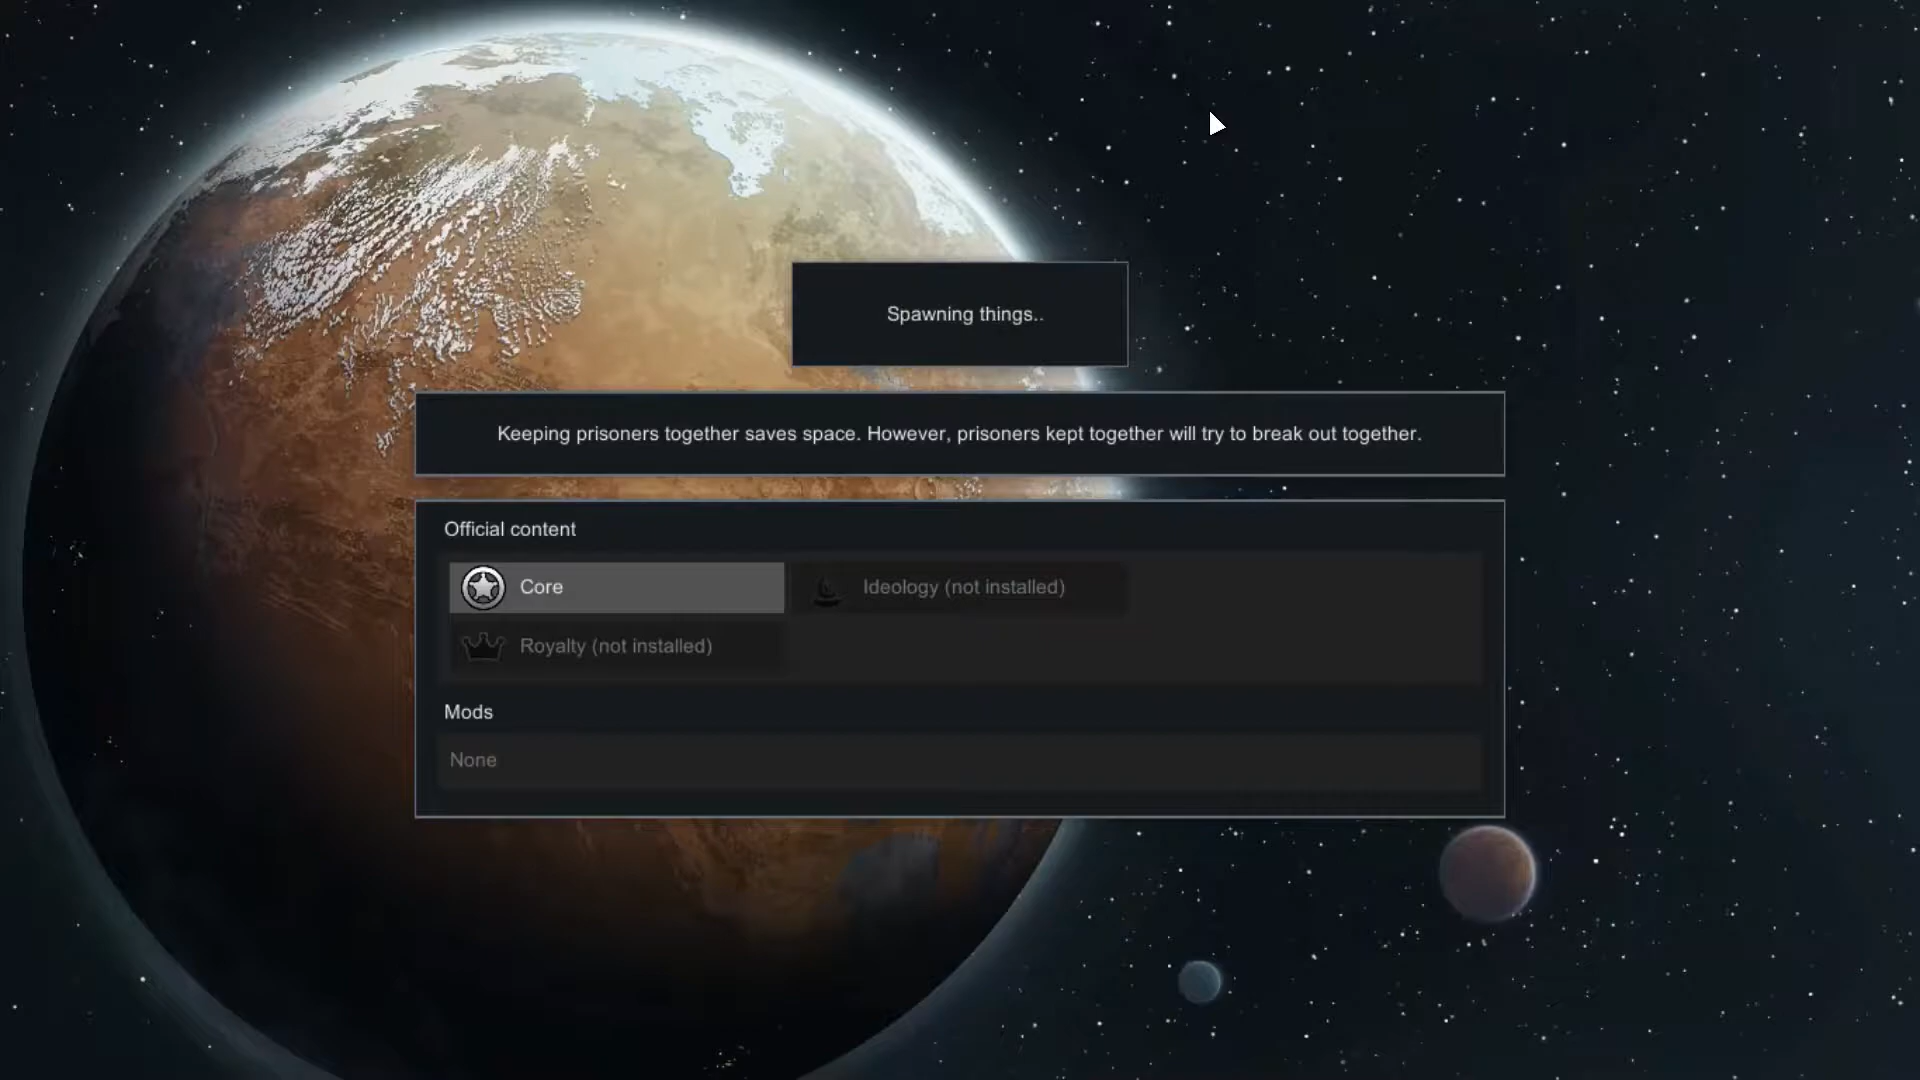 Spawning things..
Keeping prisoners together saves space. However, prisoners kept together will try to break out together.
Official content
Core
Ideology (not installed)
Royalty (not installed)
Mods
None